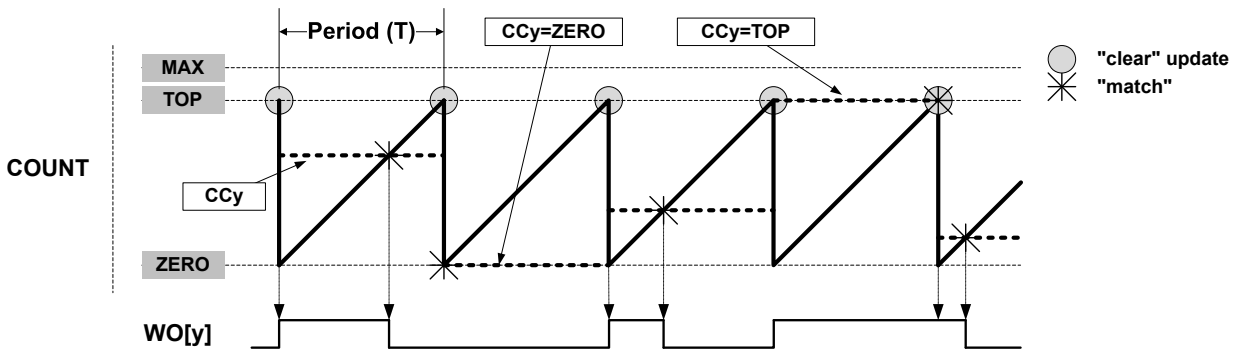 Period (T)
CCy=ZERO
CCy=TOP
"clear" update
"match"
MAX
TOP
COUNT
CCy
ZERO
WO[y]